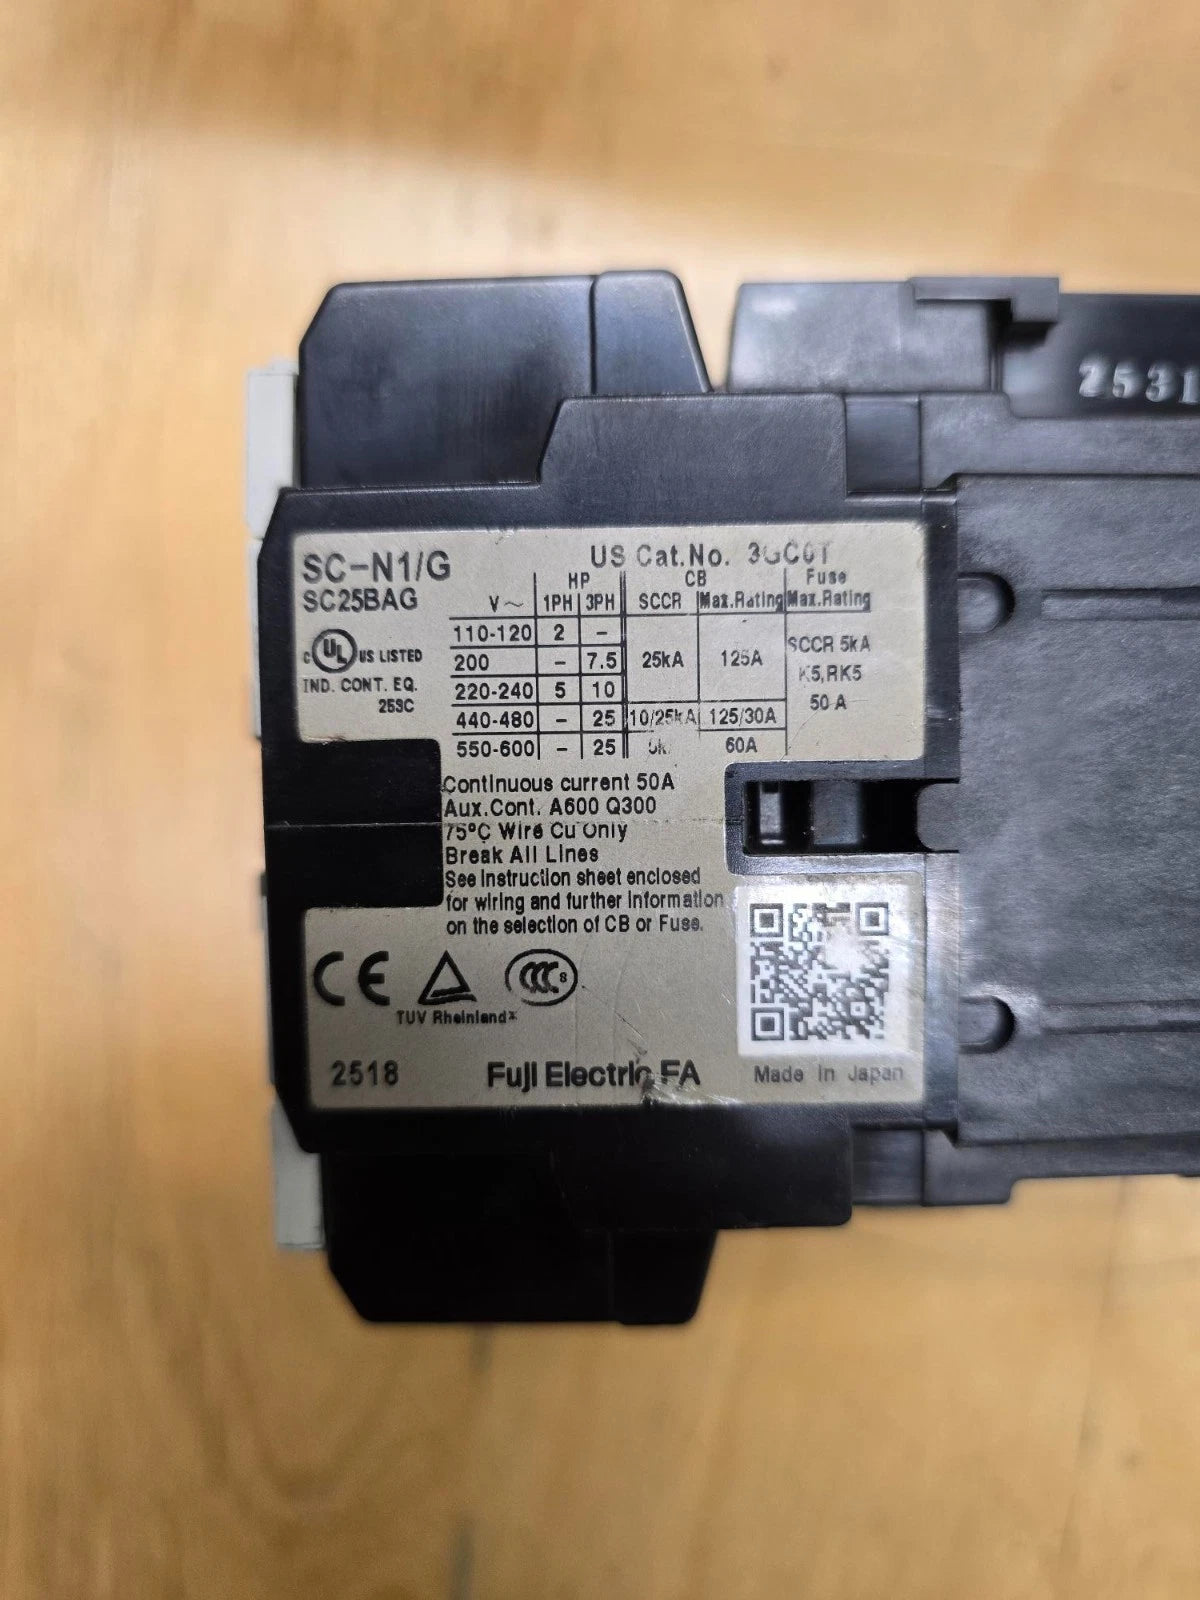 2531
SC-N1/G US Cat.No.
SC25BAG
HP CB Fuse
V~ 1PH 3PH SCCR Max.Rating Max.Rating
110-120 2 -
200 - 7.5 25kA 125A
220-240 5 10
440-480 - 25 10/25kA 125/30A
550-600 - 25 60A
SCCR 5kA
K5,RK5
50 A
c UL US LISTED
IND. CONT. EQ.
253C
Continuous current 50A
Aux.Cont. A600 Q300
75°C Wire Cu Only
Break All Lines
See instruction sheet enclosed
for wiring and further information
on the selection of CB or Fuse.
CE
TUV Rheinland
CCC S
2518 Fuji Electric FA Made in Japan